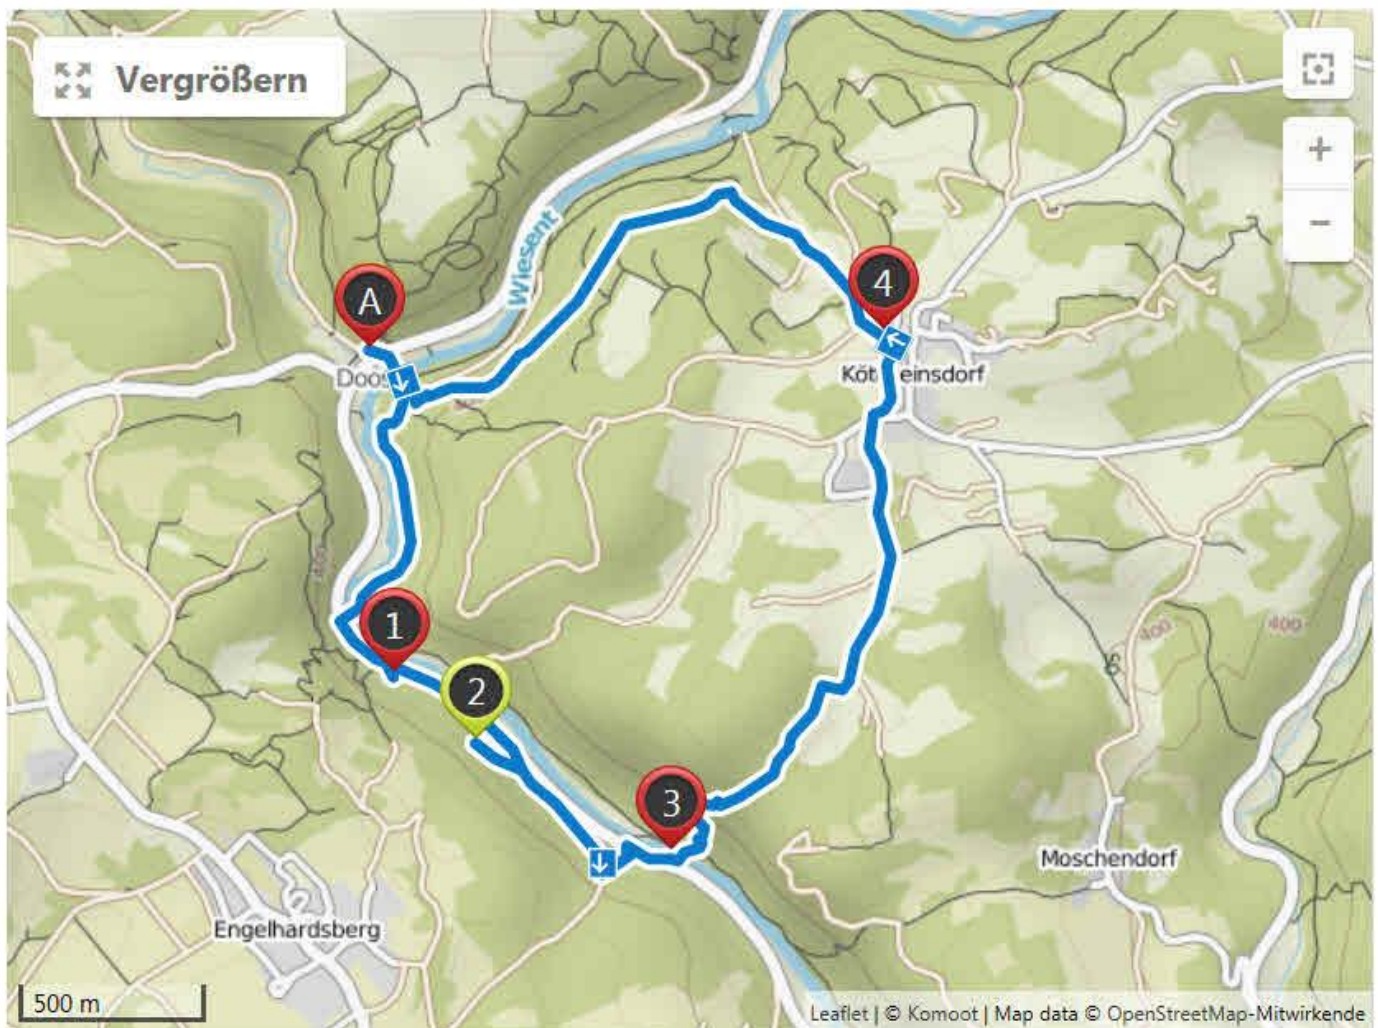 Vergrößern
+
−
Wiesent
A
4
Doos
Köt einsdorf
400
1
400
400
2
3
Moschendorf
Engelhardsberg
500 m
Leaflet | © Komoot | Map data © OpenStreetMap-Mitwirkende